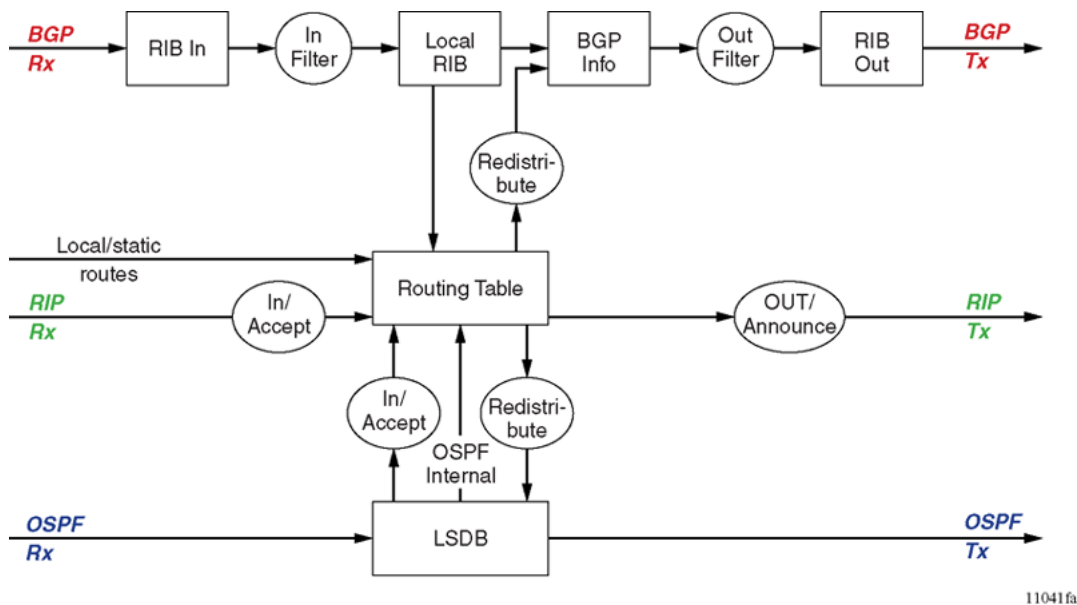 BGP
Rx
RIB In
In
Filter
Local
RIB
BGP
Info
Out
Filter
RIB
Out
BGP
Tx
Redistri-
bute
Local/static
routes
Routing Table
RIP
Rx
In/
Accept
OUT/
Announce
RIP
Tx
In/
Accept
OSPF
Internal
Redistri-
bute
OSPF
Rx
LSDB
OSPF
Tx
11041fa